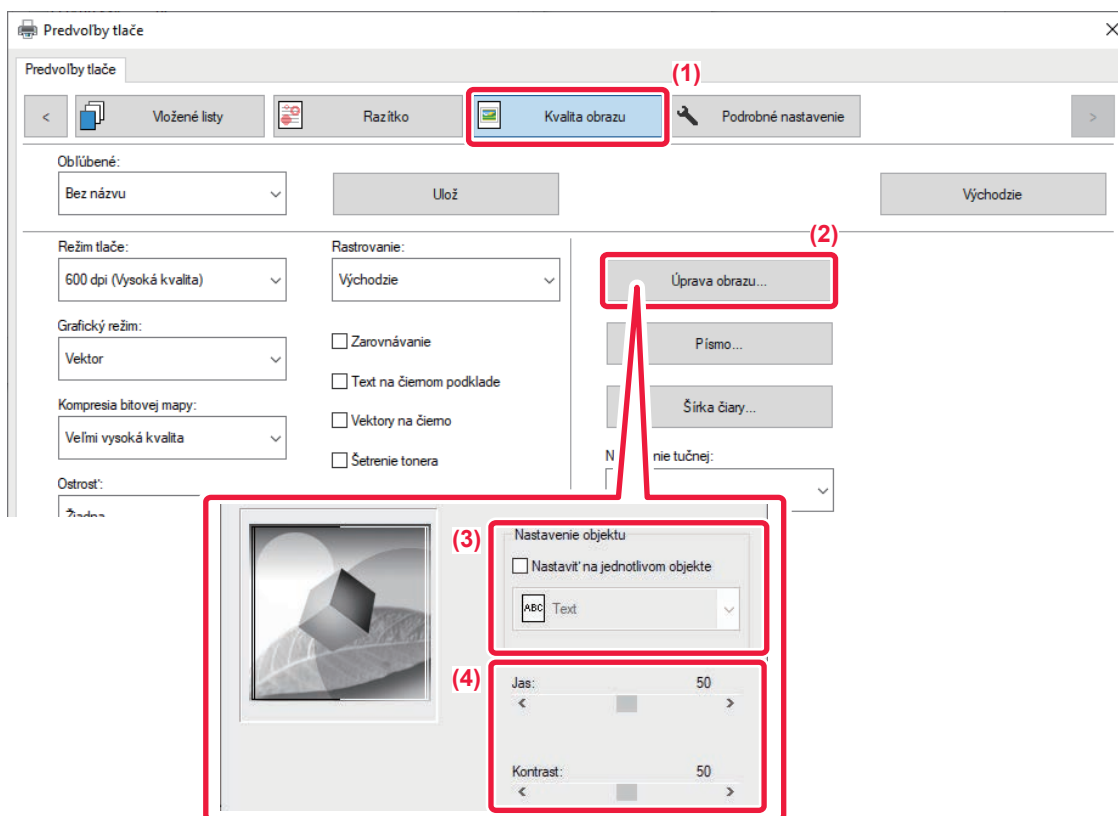 Predvoľby tlače
Predvoľby tlače
(1)
<
Vložené listy
Razítko
Kvalita obrazu
Podrobné nastavenie
>
Obľúbené:
Bez názvu
Ulož
Východzie
(2)
Režim tlače:
Rastrovanie:
600 dpi (Vysoká kvalita)
Východzie
Úprava obrazu...
Grafický režim:
Vektor
Zarovnávanie
Písmo...
Text na čiernom podklade
Kompresia bitovej mapy:
Vektory na čierno
Šírka čiary...
Veľmi vysoká kvalita
Šetrenie tonera
nie tučnej:
Ostrosť:
Žiadna
(3)
Nastavenie objektu
Nastaviť na jednotlivom objekte
ABC Text
(4)
Jas: 50
< >
Kontrast: 50
< >